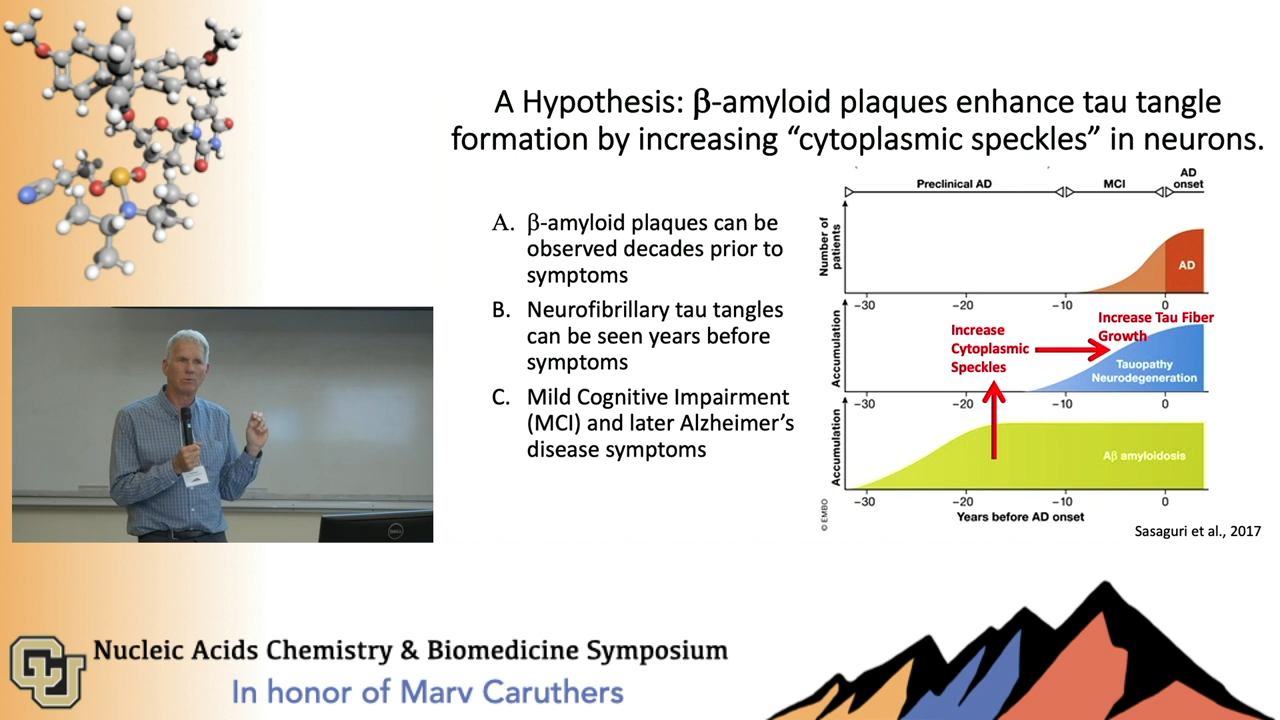 A Hypothesis: β-amyloid plaques enhance tau tangle
formation by increasing “cytoplasmic speckles” in neurons.
A. β-amyloid plaques can be
observed decades prior to
symptoms
B. Neurofibrillary tau tangles
can be seen years before
symptoms
C. Mild Cognitive Impairment
(MCI) and later Alzheimer’s
disease symptoms
Preclinical AD
MCI
AD
onset
Number of
patients
AD
-30 -20 -10 0
Accumulation
Increase
Cytoplasmic
Speckles
Increase Tau Fiber
Growth
Tauopathy
Neurodegeneration
-30 -20 -10 0
Accumulation
Aβ amyloidosis
-30 -20 -10 0
Years before AD onset
© EMBO
Sasaguri et al., 2017
DELL
CU
Nucleic Acids Chemistry & Biomedicine Symposium
In honor of Marv Caruthers